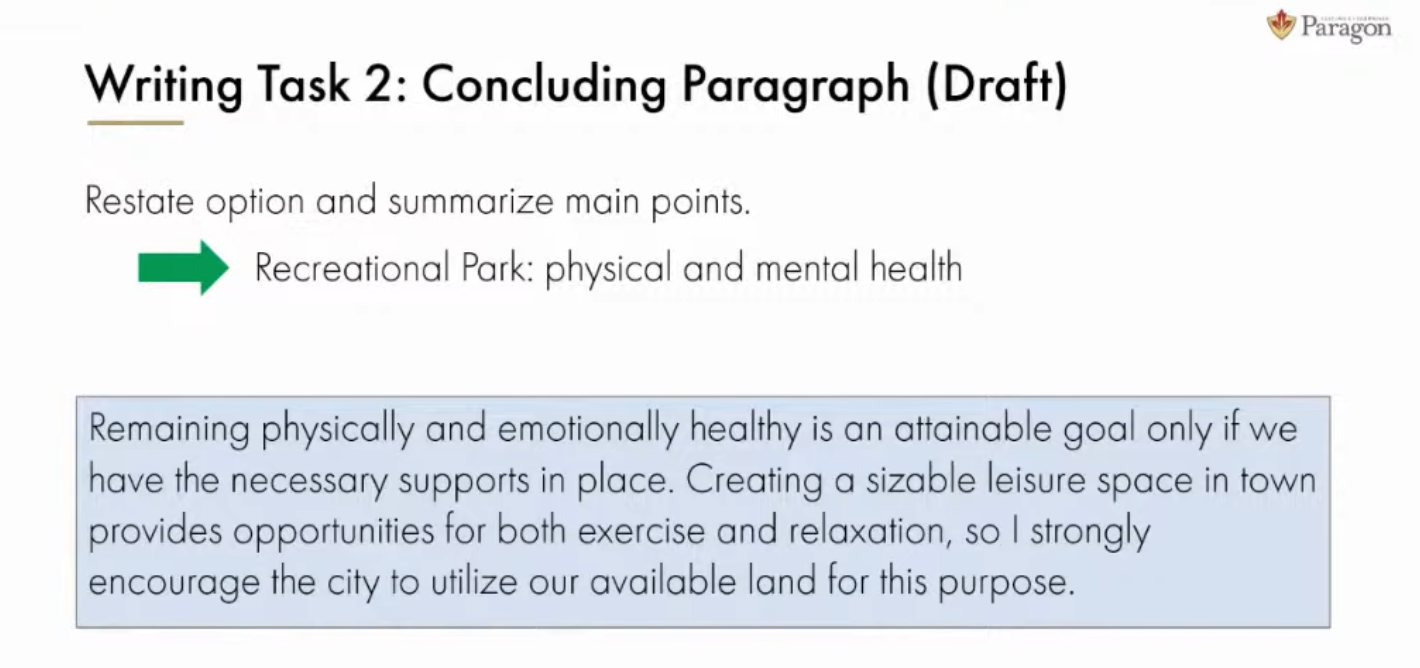 Paragon
Writing Task 2: Concluding Paragraph (Draft)
Restate option and summarize main points.
Recreational Park: physical and mental health
Remaining physically and emotionally healthy is an attainable goal only if we
have the necessary supports in place. Creating a sizable leisure space in town
provides opportunities for both exercise and relaxation, so I strongly
encourage the city to utilize our available land for this purpose.